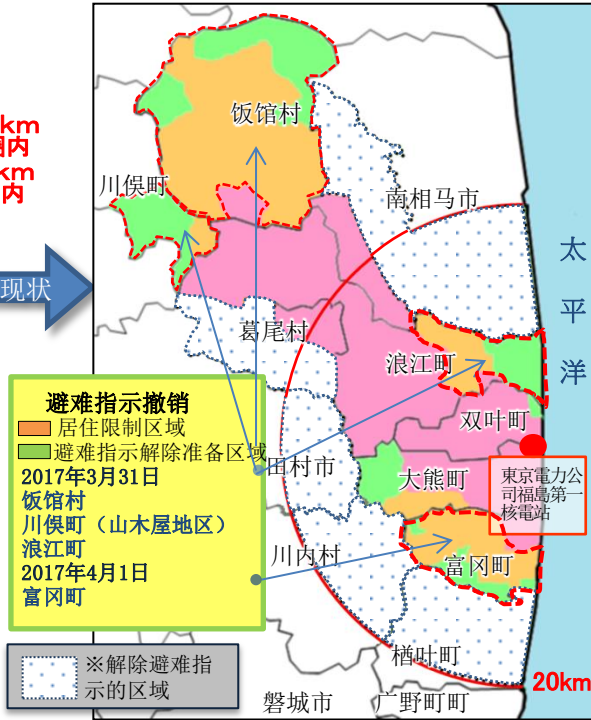 km
圏内
km
内
现状
饭馆村
川俣町
南相马市
太平洋
葛尾村
浪江町
双叶町
田村市
大熊町
東京電力公
司福島第一
核電站
川内村
富冈町
楢叶町
20km
磐城市
广野町町
避难指示撤销
居住限制区域
避难指示解除准备区域
2017年3月31日
饭馆村
川俣町（山木屋地区）
浪江町
2017年4月1日
富冈町
※解除避难指
示的区域